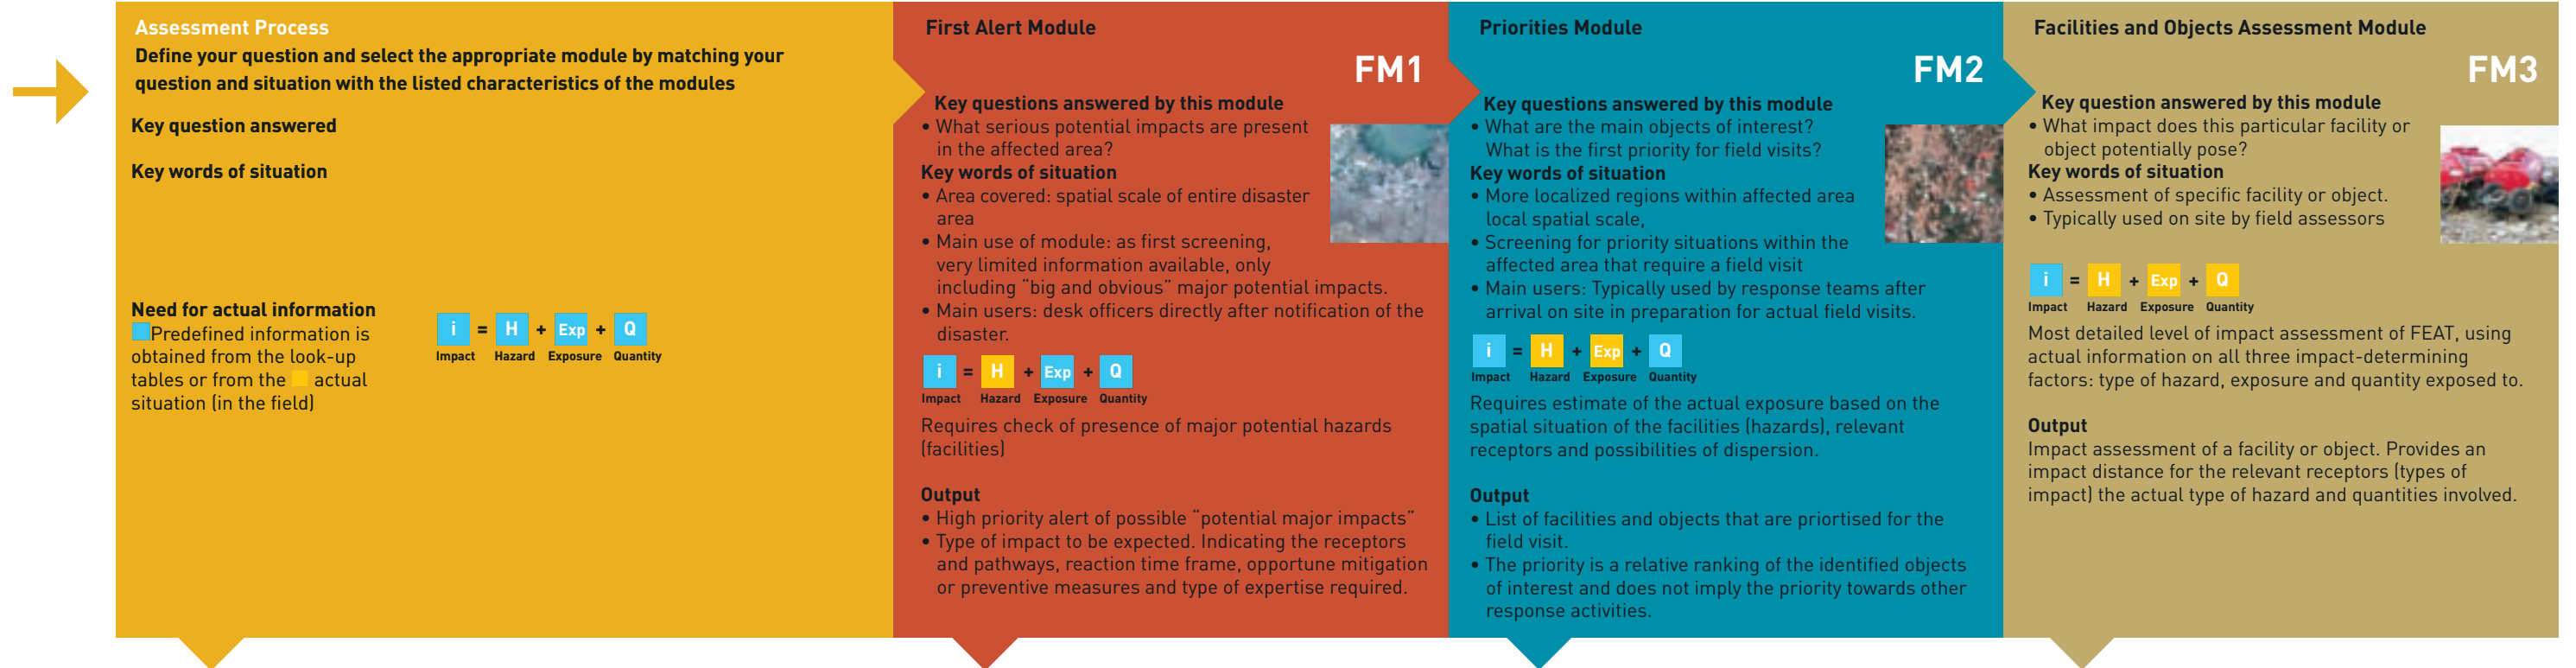 Assessment Process
Define your question and select the appropriate module by matching your
question and situation with the listed characteristics of the modules
Key question answered
Key words of situation
Need for actual information
Predefined information is
obtained from the look-up
tables or from the actual
situation (in the field)
i = H + Exp + Q
Impact Hazard Exposure Quantity
First Alert Module
FM1
Key questions answered by this module
• What serious potential impacts are present
in the affected area?
Key words of situation
• Area covered: spatial scale of entire disaster
area
• Main use of module: as first screening,
very limited information available, only
including "big and obvious" major potential impacts.
• Main users: desk officers directly after notification of the
disaster.
i = H + Exp + Q
Impact Hazard Exposure Quantity
Requires check of presence of major potential hazards
(facilities)
Output
• High priority alert of possible "potential major impacts"
• Type of impact to be expected. Indicating the receptors
and pathways, reaction time frame, opportune mitigation
or preventive measures and type of expertise required.
Priorities Module
FM2
Key questions answered by this module
• What are the main objects of interest?
What is the first priority for field visits?
Key words of situation
• More localized regions within affected area
local spatial scale,
• Screening for priority situations within the
affected area that require a field visit
• Main users: Typically used by response teams after
arrival on site in preparation for actual field visits.
i = H + Exp + Q
Impact Hazard Exposure Quantity
Requires estimate of the actual exposure based on the
spatial situation of the facilities (hazards), relevant
receptors and possibilities of dispersion.
Output
• List of facilities and objects that are priortised for the
field visit.
• The priority is a relative ranking of the identified objects
of interest and does not imply the priority towards other
response activities.
Facilities and Objects Assessment Module
FM3
Key question answered by this module
• What impact does this particular facility or
object potentially pose?
Key words of situation
• Assessment of specific facility or object.
• Typically used on site by field assessors
i = H + Exp + Q
Impact Hazard Exposure Quantity
Most detailed level of impact assessment of FEAT, using
actual information on all three impact-determining
factors: type of hazard, exposure and quantity exposed to.
Output
Impact assessment of a facility or object. Provides an
impact distance for the relevant receptors (types of
impact) the actual type of hazard and quantities involved.